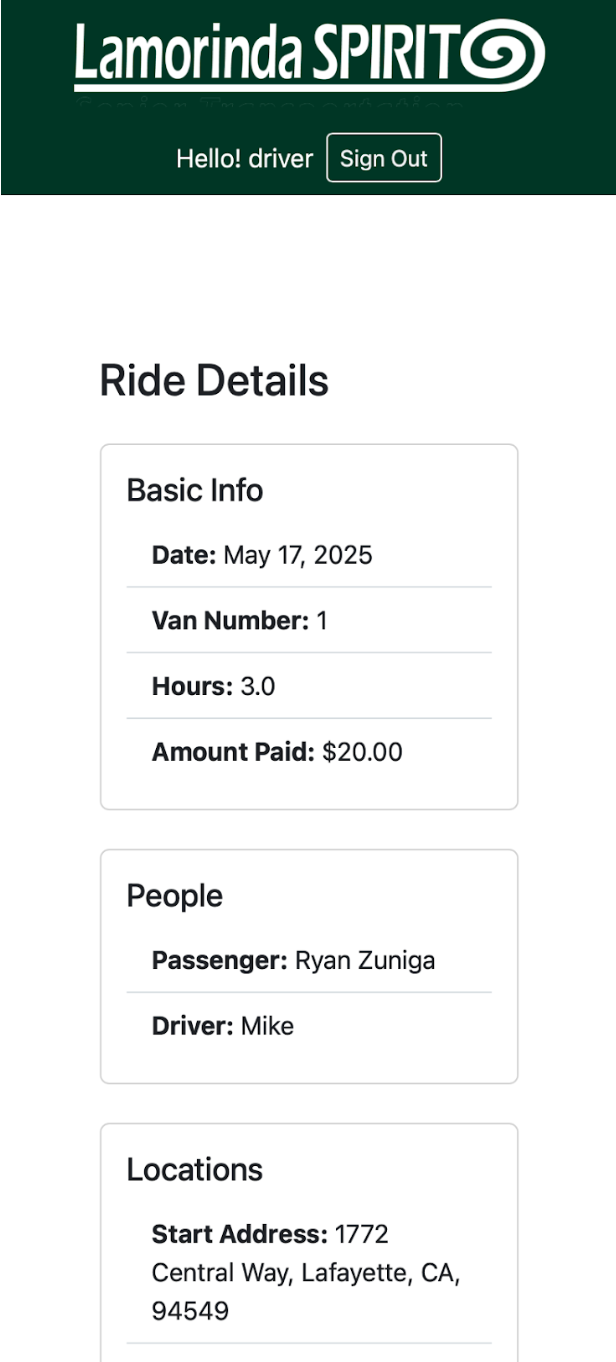 Lamorinda SPIRIT
Senior Transportation
Hello! driver Sign Out
Ride Details
Basic Info
Date: May 17, 2025
Van Number: 1
Hours: 3.0
Amount Paid: $20.00
People
Passenger: Ryan Zuniga
Driver: Mike
Locations
Start Address: 1772
Central Way, Lafayette, CA,
94549